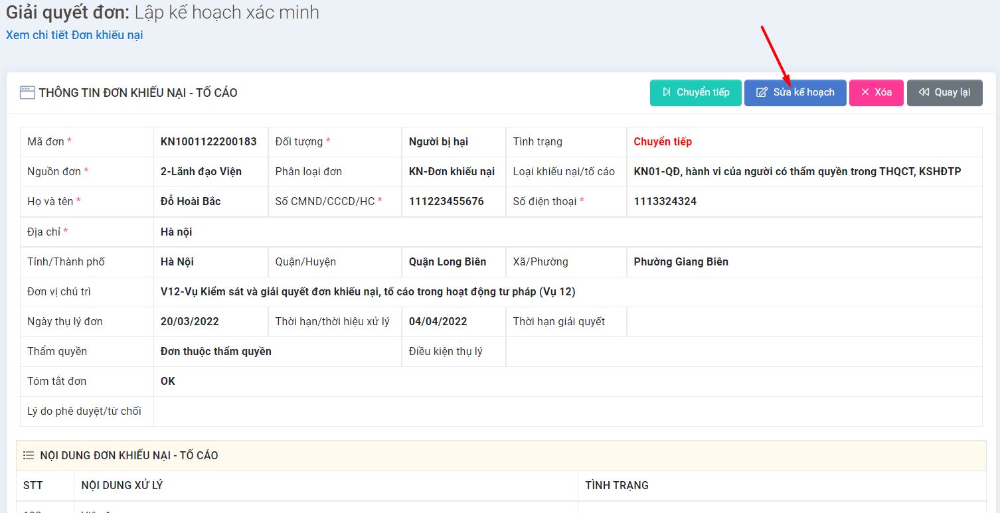 Giải quyết đơn: Lập kế hoạch xác minh
Xem chi tiết Đơn khiếu nại
THÔNG TIN ĐƠN KHIẾU NẠI - TỐ CÁO Chuyển tiếp Sửa kế hoạch Xóa Quay lại
Mã đơn * KN1001122200183 Đối tượng * Người bị hại Tình trạng Chuyển tiếp
Nguồn đơn * 2-Lãnh đạo Viện Phân loại đơn KN-Đơn khiếu nại Loại khiếu nại/tố cáo KN01-QĐ, hành vi của người có thẩm quyền trong THQCT, KSHĐTP
Họ và tên * Đỗ Hoài Bắc Số CMND/CCCD/HC * 111223455676 Số điện thoại * 1113324324
Địa chỉ * Hà nội
Tỉnh/Thành phố Hà Nội Quận/Huyện Quận Long Biên Xã/Phường Phường Giang Biên
Đơn vị chủ trì V12-Vụ Kiểm sát và giải quyết đơn khiếu nại, tố cáo trong hoạt động tư pháp (Vụ 12)
Ngày thụ lý đơn 20/03/2022 Thời hạn/thời hiệu xử lý 04/04/2022 Thời hạn giải quyết
Thẩm quyền Đơn thuộc thẩm quyền Điều kiện thụ lý
Tóm tắt đơn OK
Lý do phê duyệt/từ chối
NỘI DUNG ĐƠN KHIẾU NẠI - TỐ CÁO
STT NỘI DUNG XỬ LÝ TÌNH TRẠNG